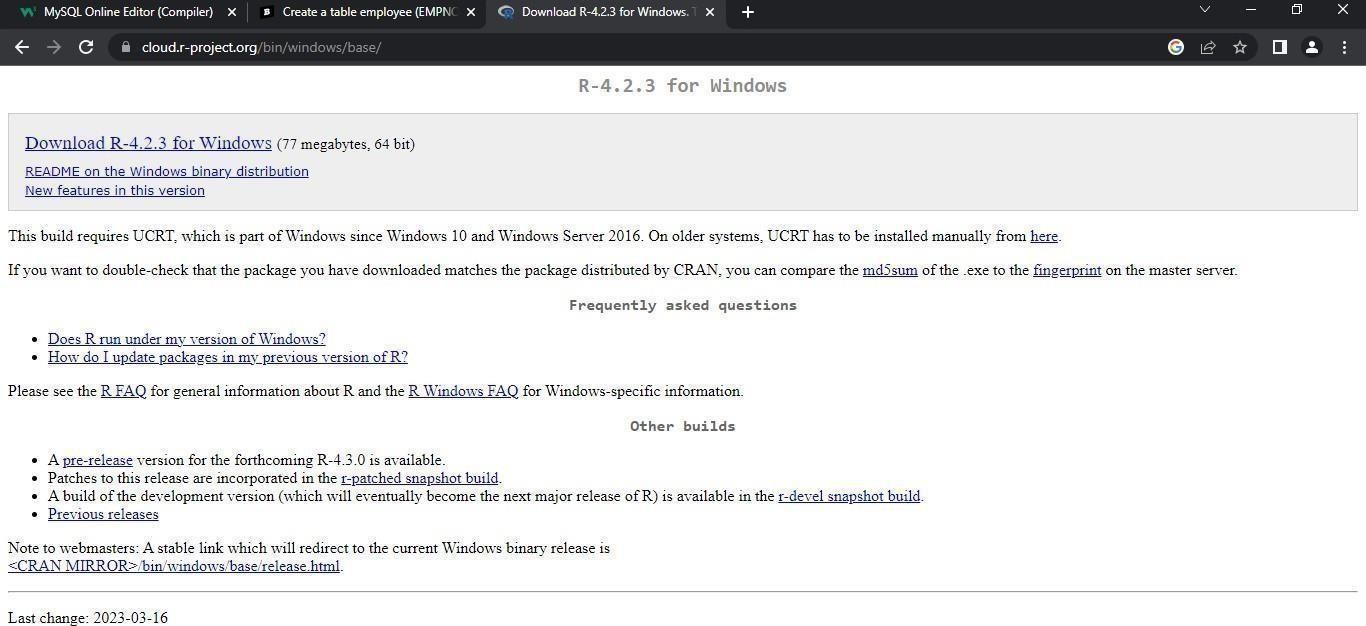 MySQL Online Editor (Compiler)
Create a table employee (EMPNO
Download R-4.2.3 for Windows. T
cloud.r-project.org/bin/windows/base/
R-4.2.3 for Windows
Download R-4.2.3 for Windows (77 megabytes, 64 bit)
README on the Windows binary distribution
New features in this version
This build requires UCRT, which is part of Windows since Windows 10 and Windows Server 2016. On older systems, UCRT has to be installed manually from here.
If you want to double-check that the package you have downloaded matches the package distributed by CRAN, you can compare the md5sum of the .exe to the fingerprint on the master server.
Frequently asked questions
• Does R run under my version of Windows?
• How do I update packages in my previous version of R?
Please see the R FAQ for general information about R and the R Windows FAQ for Windows-specific information.
Other builds
• A pre-release version for the forthcoming R-4.3.0 is available.
• Patches to this release are incorporated in the r-patched snapshot build.
• A build of the development version (which will eventually become the next major release of R) is available in the r-devel snapshot build.
• Previous releases
Note to webmasters: A stable link which will redirect to the current Windows binary release is
<CRAN MIRROR>/bin/windows/base/release.html.
Last change: 2023-03-16